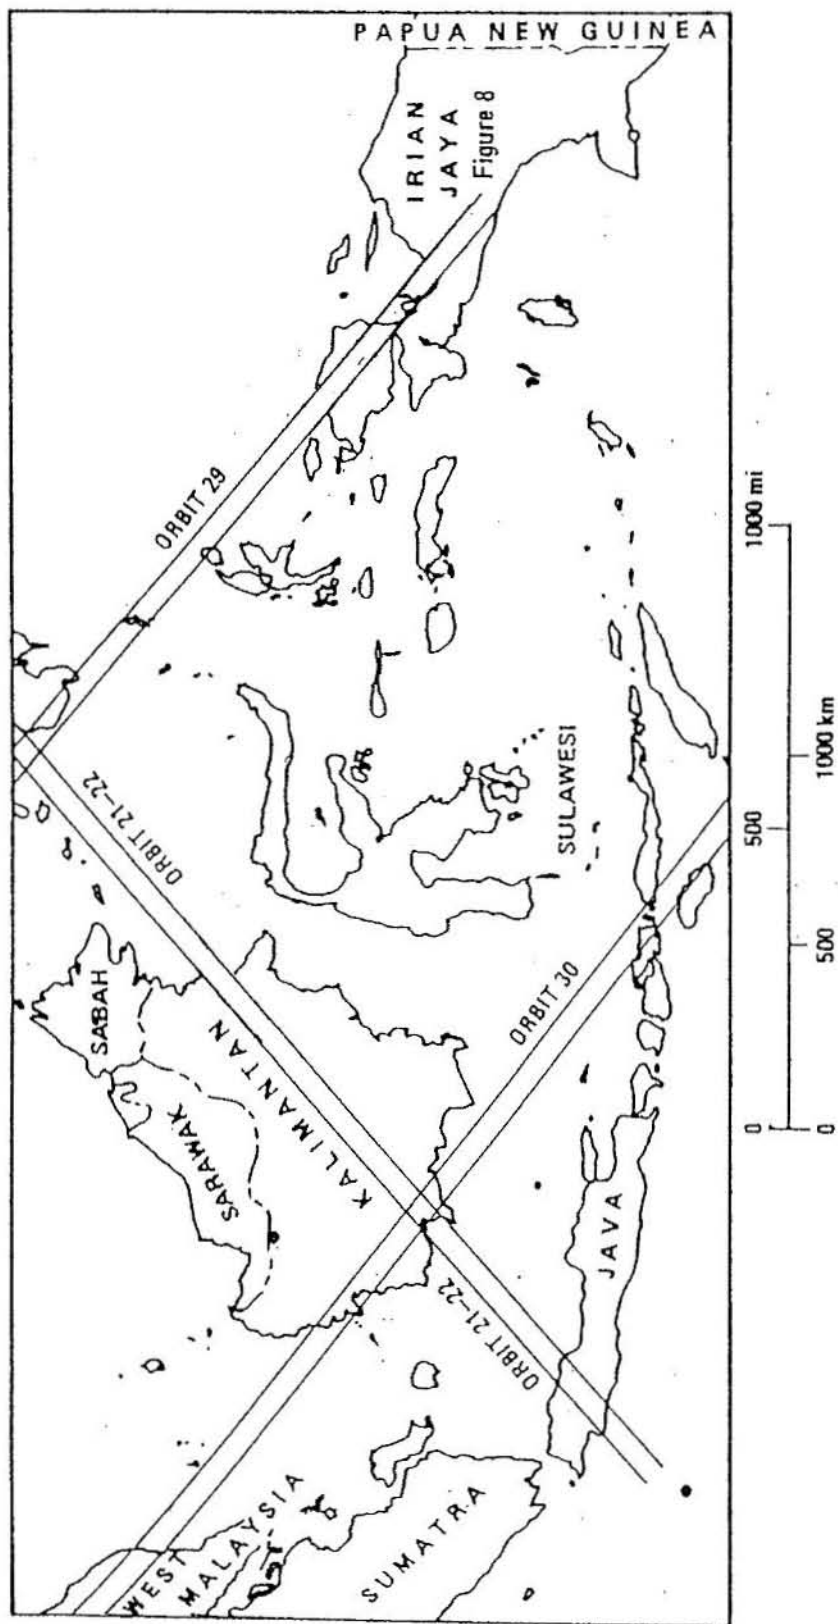 PAPUA NEW GUINEA
IRIAN
JAYA
Figure 8
ORBIT 29
ORBIT 21-22
SULAWESI
SABAH
SARAWAK
KALIMANTAN
ORBIT 30
ORBIT 21-22
JAVA
WEST
MALAYSIA
SUMATRA
0 500 1000 mi
0 500 1000 km